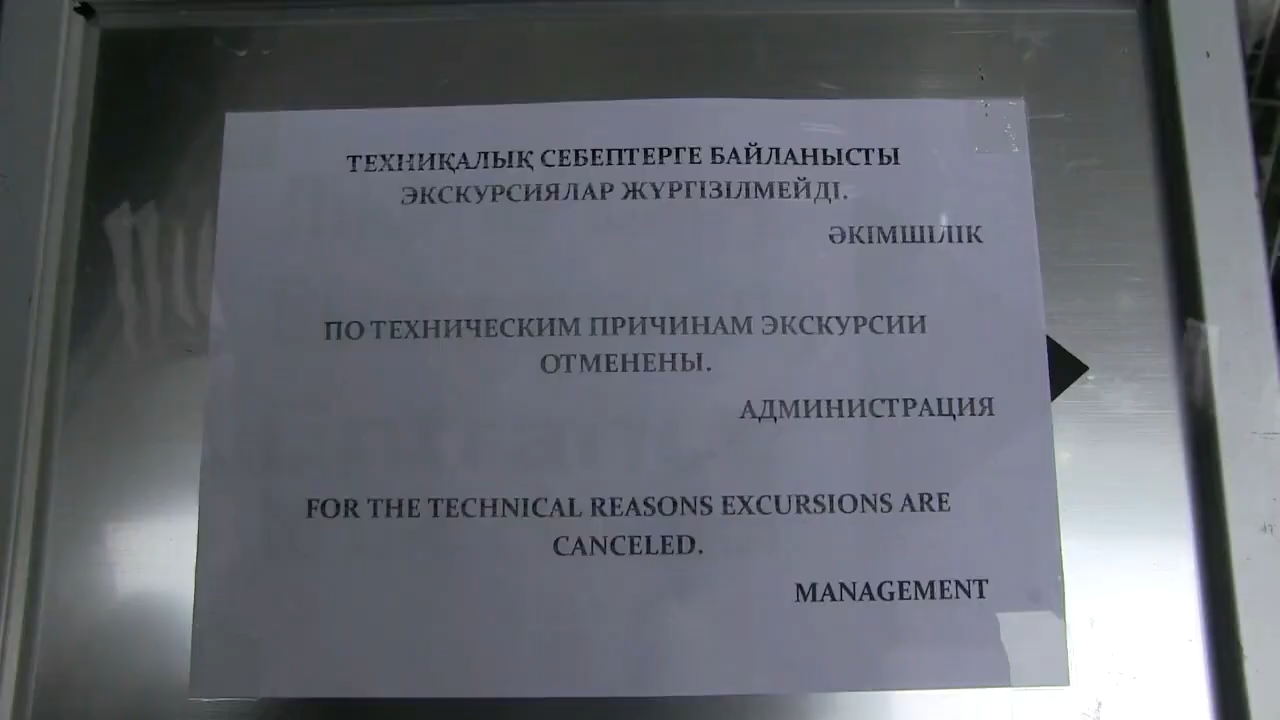 ТЕХНИҚАЛЫҚ СЕБЕПТЕРГЕ БАЙЛАНЫСТЫ
ЭКСКУРСИЯЛАР ЖҮРГІЗІЛМЕЙДІ.
ӘКІМШІЛІК
ПО ТЕХНИЧЕСКИМ ПРИЧИНАМ ЭКСКУРСИИ
ОТМЕНЕНЫ.
АДМИНИСТРАЦИЯ
FOR THE TECHNICAL REASONS EXCURSIONS ARE
CANCELED.
MANAGEMENT